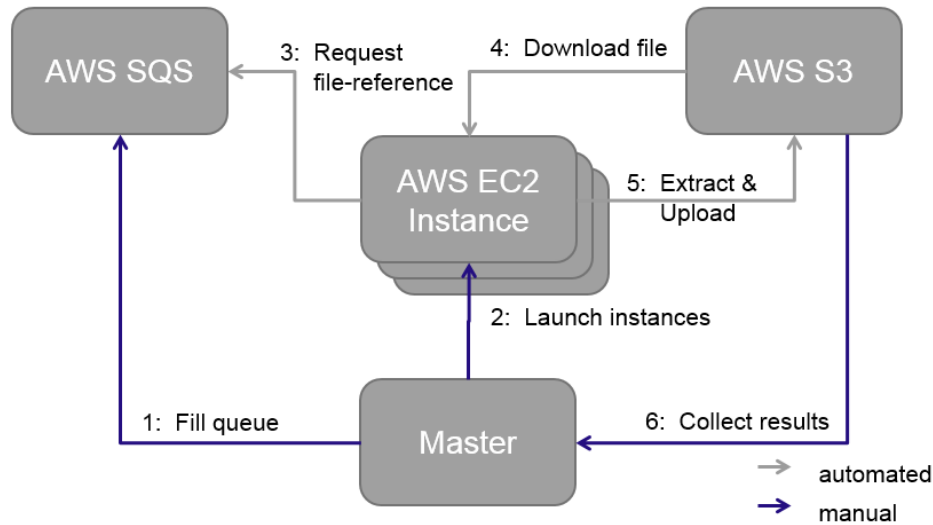 AWS SQS
3: Request
file-reference
4: Download file
AWS S3
AWS EC2
Instance
5: Extract &
Upload
2: Launch instances
1: Fill queue
Master
6: Collect results
automated
manual